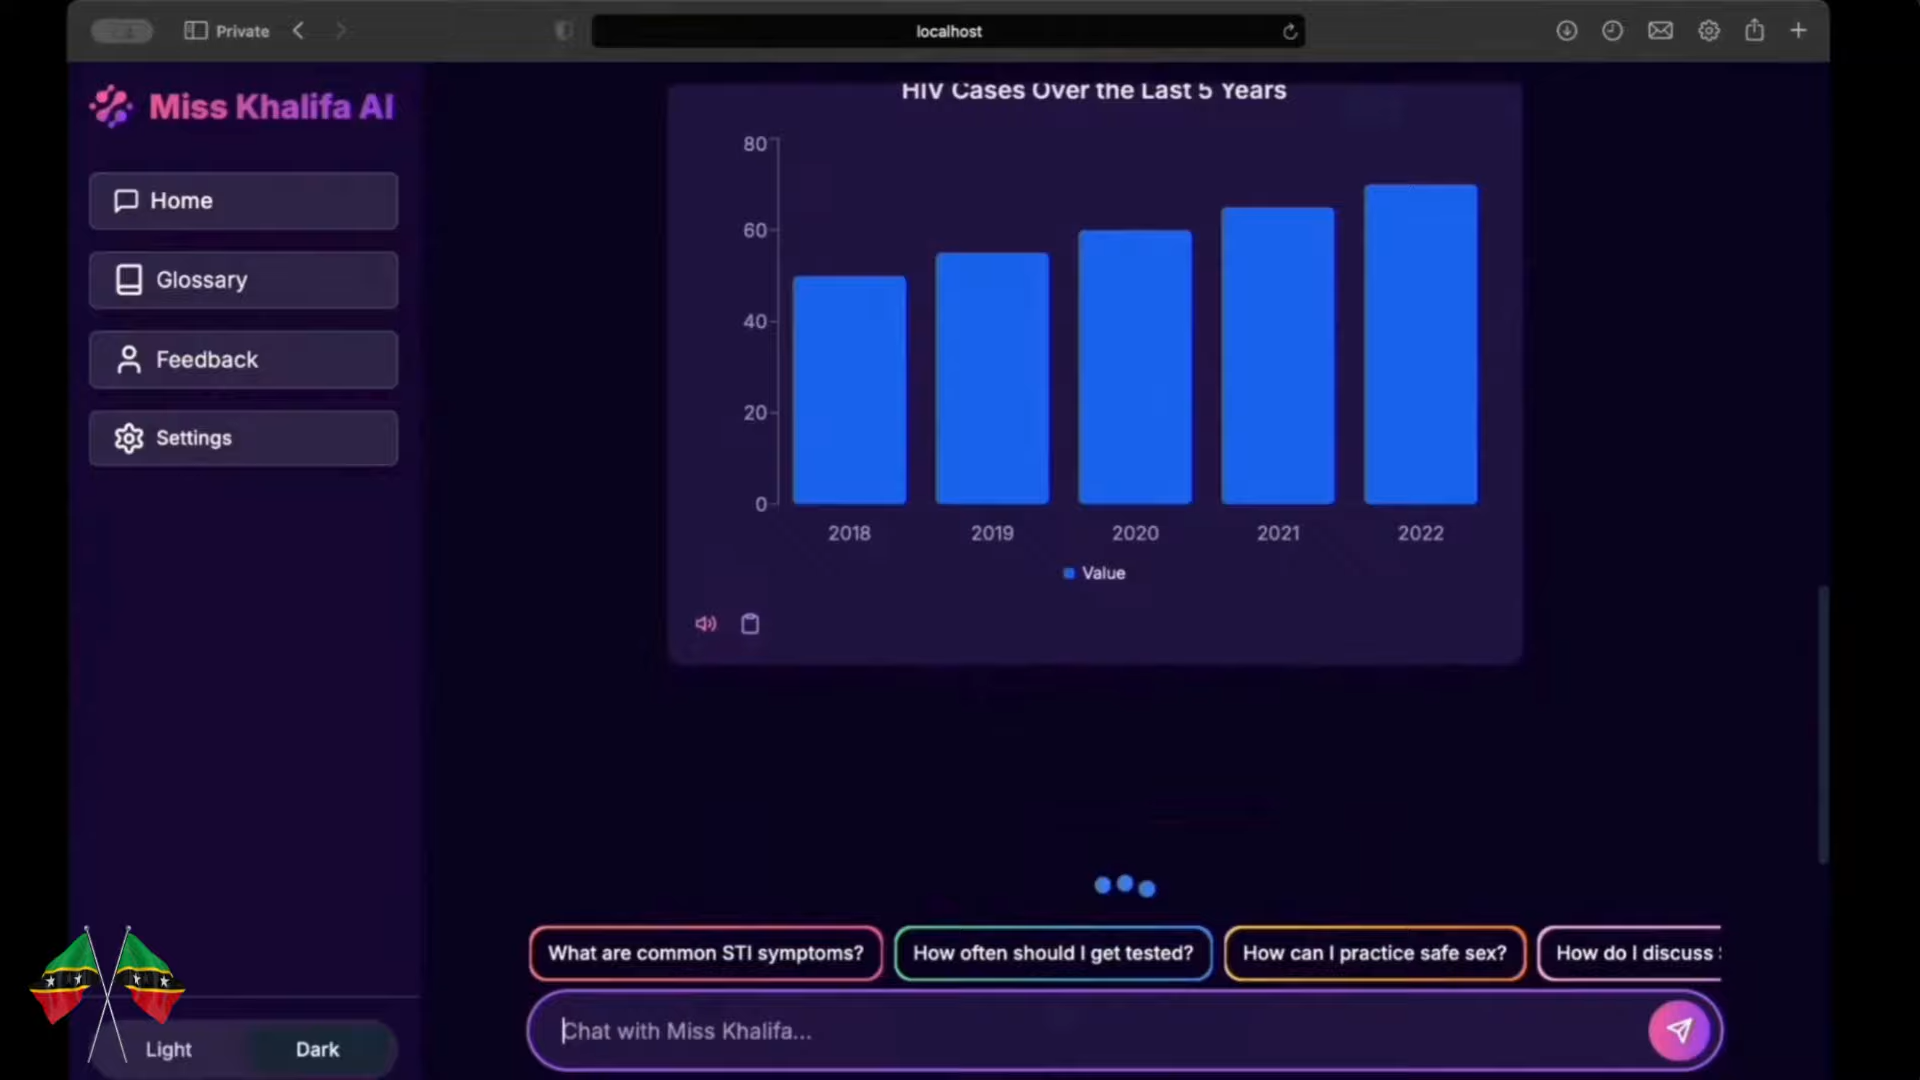 Private
localhost
Miss Khalifa AI
Home
Glossary
Feedback
Settings
Light
Dark
HIV Cases Over the Last 5 Years
80
60
40
20
0
2018 2019 2020 2021 2022
Value
What are common STI symptoms?
How often should I get tested?
How can I practice safe sex?
How do I discuss
Chat with Miss Khalifa...